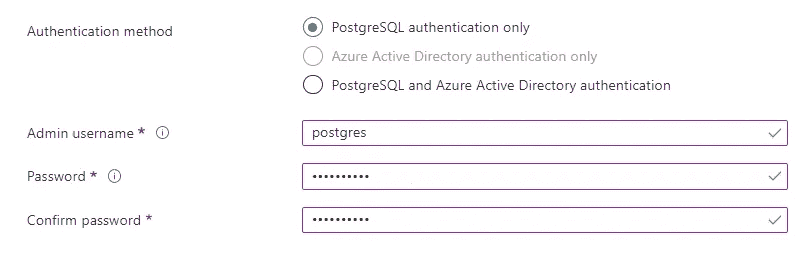 Authentication method
PostgreSQL authentication only
Azure Active Directory authentication only
PostgreSQL and Azure Active Directory authentication
Admin username *
postgres
Password *
••••••••••
Confirm password *
••••••••••